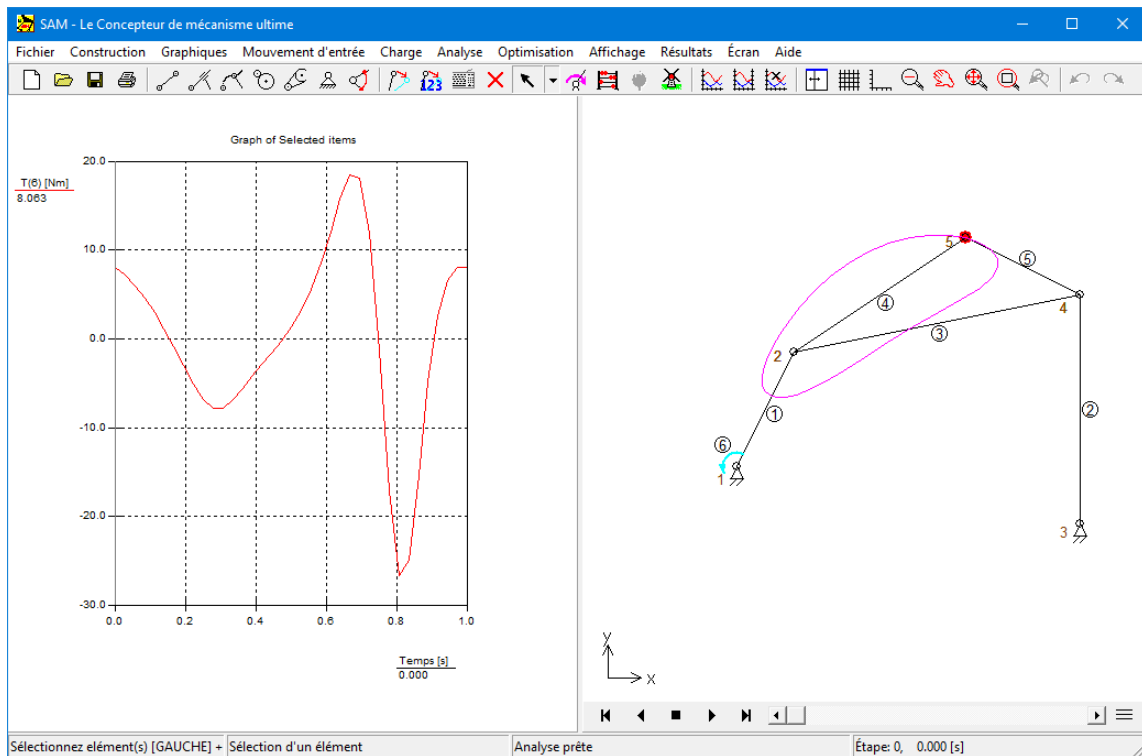 SAM - Le Concepteur de mécanisme ultime
Fichier Construction Graphiques Mouvement d'entrée Charge Analyse Optimisation Affichage Résultats Écran Aide
123
Graph of Selected items
T(6) [Nm]
8.063
20.0
10.0
0.0
-10.0
-20.0
-30.0
0.0 0.2 0.4 0.6 0.8 1.0
Temps [s]
0.000
5
⑤
④
4
③
2
①
②
⑥
1
3
y
x
Sélectionnez elément(s) [GAUCHE] + Sélection d'un élément Analyse prête Étape: 0, 0.000 [s]